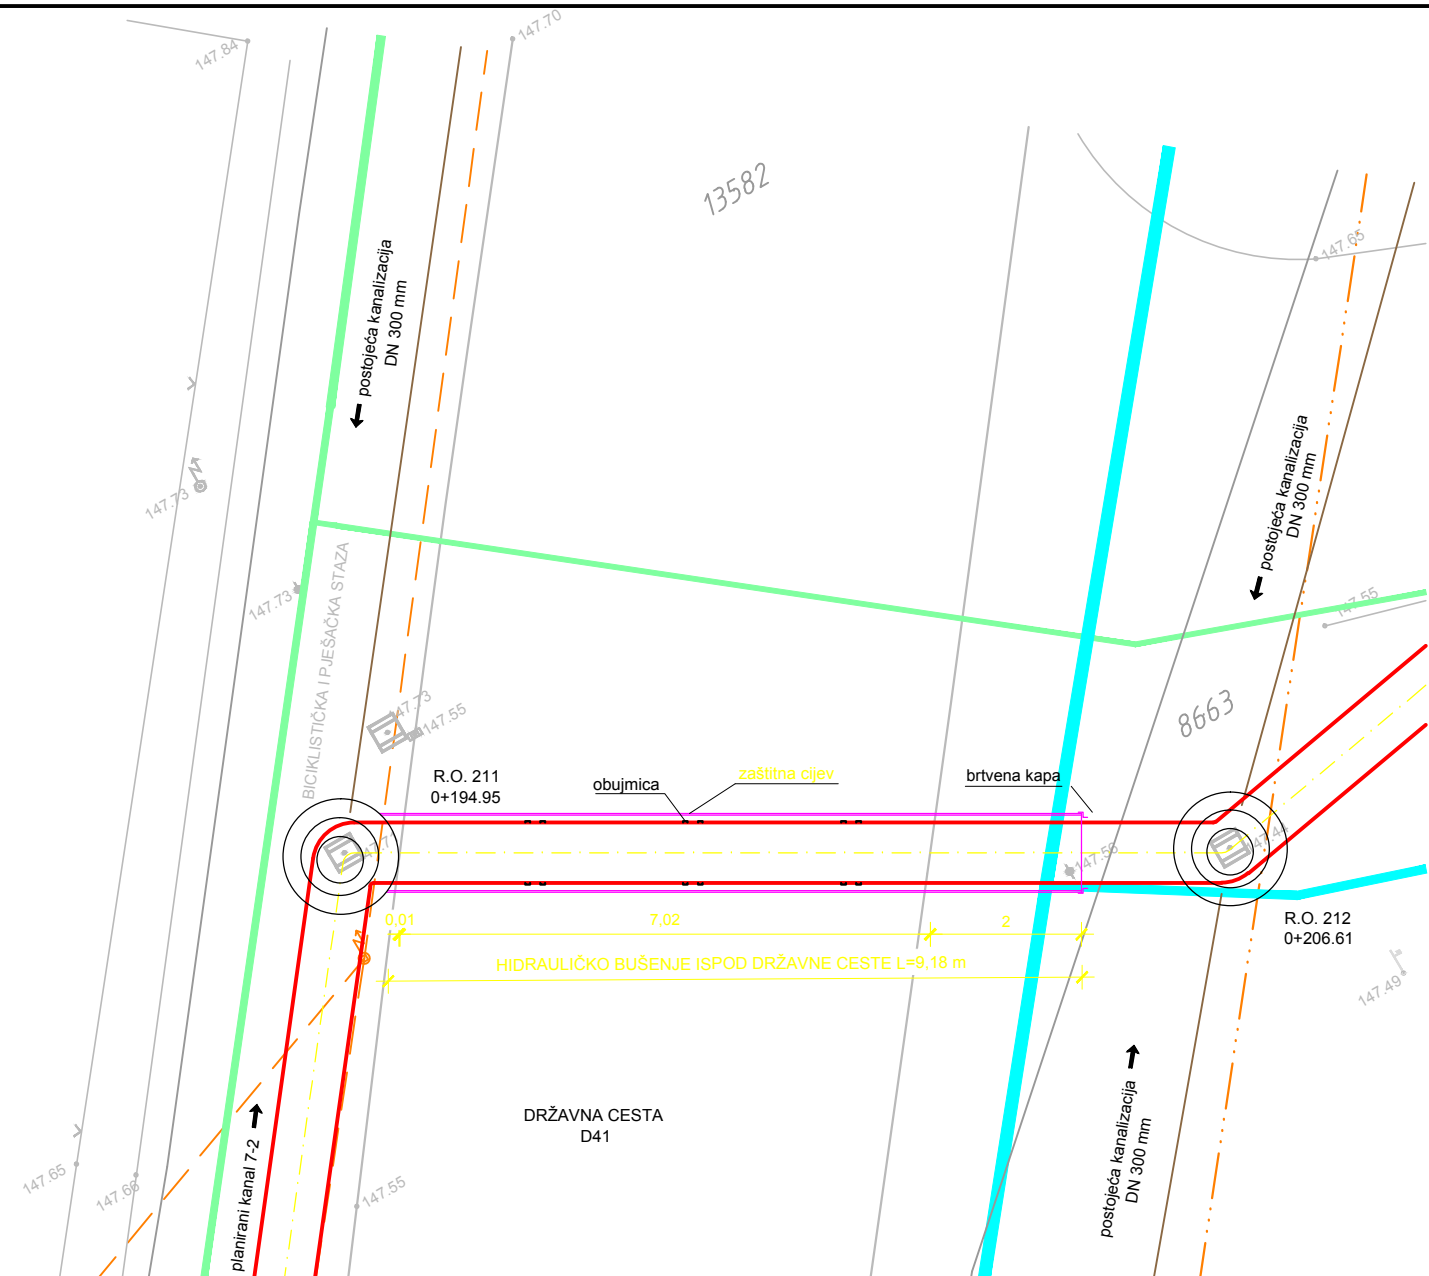 147.84
147.70
13582
147.65
postojeća kanalizacija
DN 300 mm
postojeća kanalizacija
DN 300 mm
147.73
147.73
147.55
BICIKLISTIČKA I PJEŠAČKA STAZA
147.73
147.55
8663
R.O. 211
0+194.95
obujmica
zaštitna cijev
brtvena kapa
147.56
0,01
7,02
2
R.O. 212
0+206.61
HIDRAULIČKO BUŠENJE ISPOD DRŽAVNE CESTE L=9,18 m
147.49
DRŽAVNA CESTA
D41
postojeća kanalizacija
DN 300 mm
planirani kanal 7-2
147.65
147.66
147.55